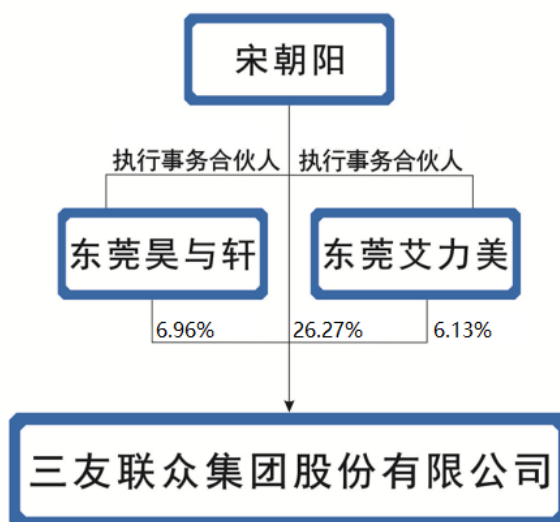 宋朝阳
执行事务合伙人 执行事务合伙人
东莞昊与轩 东莞艾力美
6.96% 26.27% 6.13%
三友联众集团股份有限公司